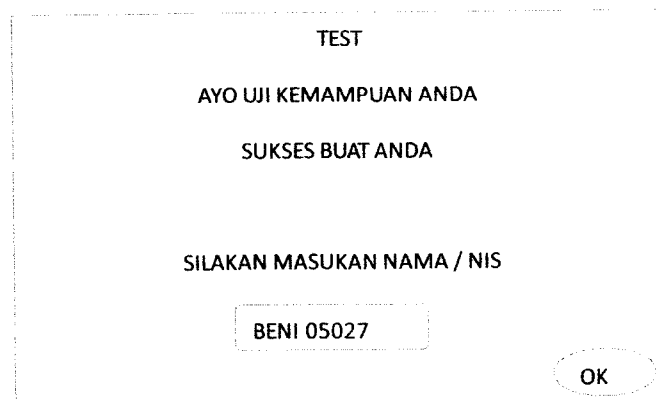 TEST
AYO UJI KEMAMPUAN ANDA
SUKSES BUAT ANDA
SILAKAN MASUKAN NAMA / NIS
BENI 05027
OK